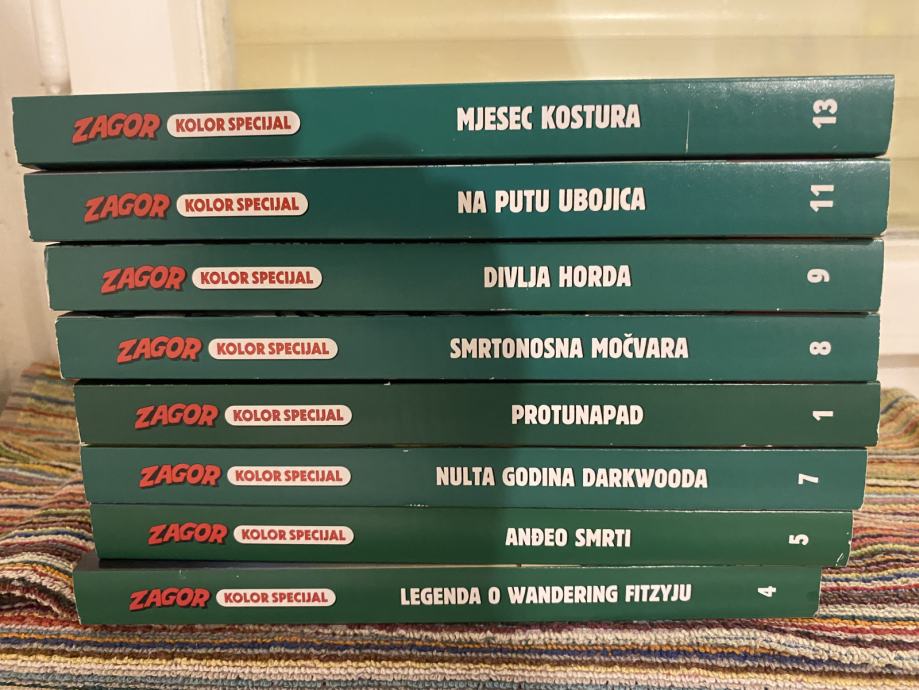 ZAGOR KOLOR SPECIJAL MJESEC KOSTURA 13
ZAGOR KOLOR SPECIJAL NA PUTU UBOJICA 11
ZAGOR KOLOR SPECIJAL DIVLJA HORDA 9
ZAGOR KOLOR SPECIJAL SMRTONOSNA MOČVARA 8
ZAGOR KOLOR SPECIJAL PROTUNAPAD 1
ZAGOR KOLOR SPECIJAL NULTA GODINA DARKWOODA 7
ZAGOR KOLOR SPECIJAL ANĐEO SMRTI 5
ZAGOR KOLOR SPECIJAL LEGENDA O WANDERING FITZYJU 4